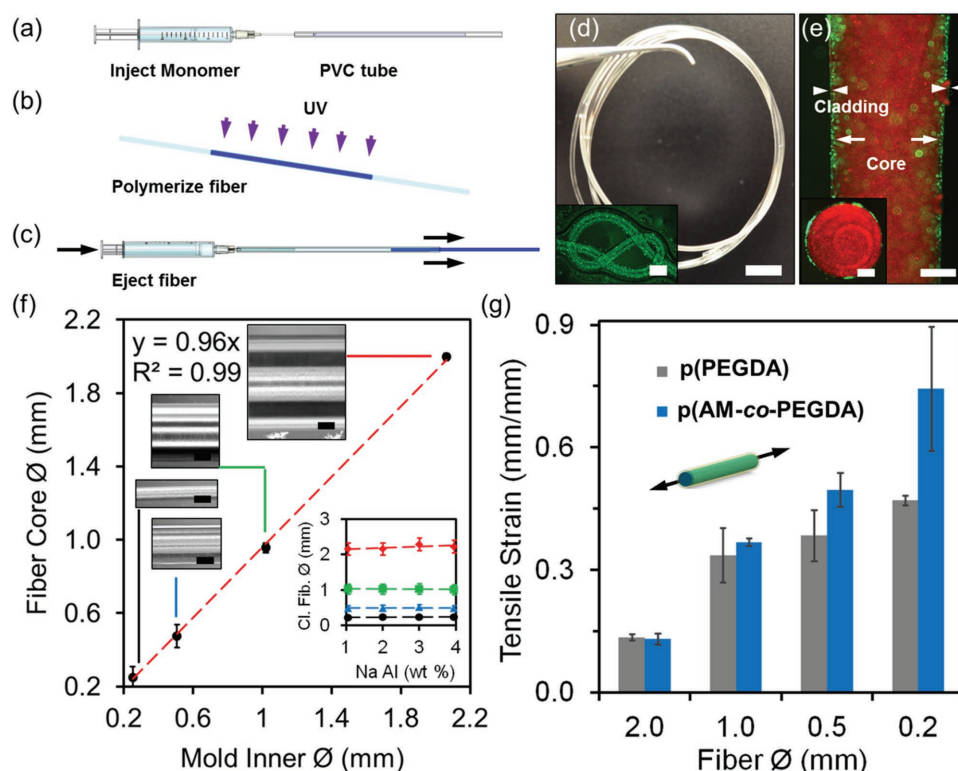 (a)
Inject Monomer
PVC tube
(b)
UV
Polymerize fiber
(c)
Eject fiber
(d)
(e)
Cladding
Core
(f)
y = 0.96x
R² = 0.99
Fiber Core Ø (mm)
2.2
1.8
1.4
1.0
0.6
0.2
0.2
0.6
1
1.4
1.8
2.2
Mold Inner Ø (mm)
Cl. Fib. Ø (mm)
3
2
1
0
1
2
3
4
Na Al (wt %)
(g)
p(PEGDA)
p(AM-co-PEGDA)
Tensile Strain (mm/mm)
0.9
0.6
0.3
0.0
2.0
1.0
0.5
0.2
Fiber Ø (mm)